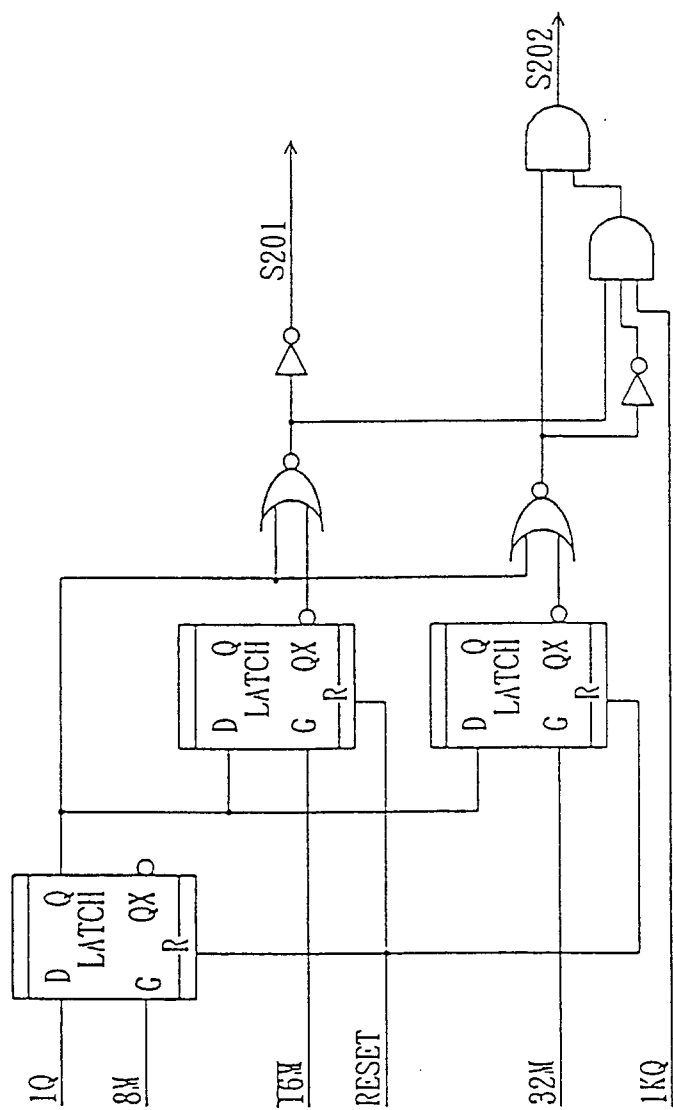 1Q
8M
16M
RESET
32M
1KQ
D Q
LATCH
G QX
R
D Q
LATCH
G QX
R
D Q
LATCH
G QX
R
S201
S202